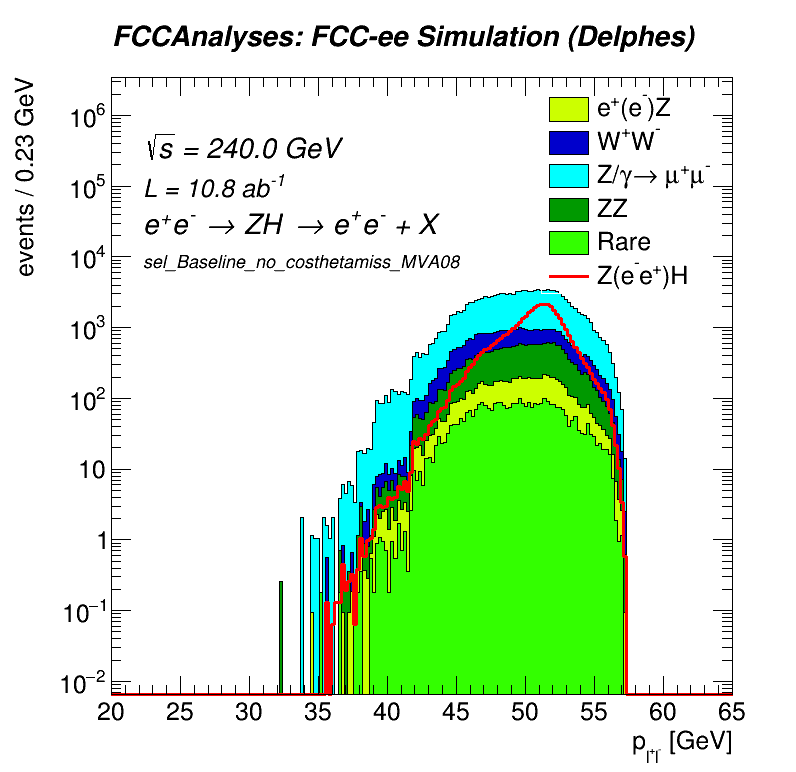 FCCAnalyses: FCC-ee Simulation (Delphes)
events / 0.23 GeV
√s = 240.0 GeV
L = 10.8 ab⁻¹
e⁺e⁻ → ZH → e⁺e⁻ + X
sel_Baseline_no_costhetamiss_MVA08
e⁺(e⁻)Z
W⁺W⁻
Z/γ→ μ⁺μ⁻
ZZ
Rare
Z(e⁻e⁺)H
10⁶
10⁵
10⁴
10³
10²
10
1
10⁻¹
10⁻²
20 25 30 35 40 45 50 55 60 65
p_l⁺l⁻ [GeV]